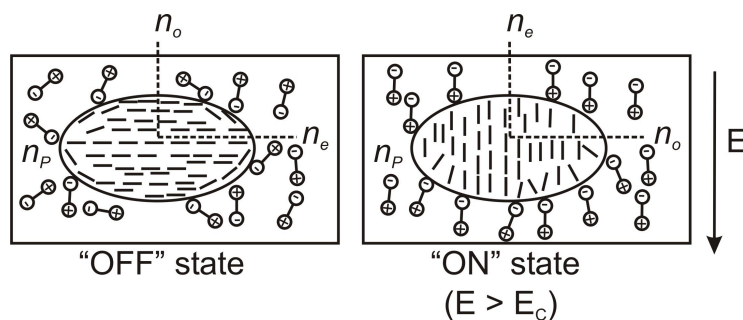 n_o
n_e
n_P
"OFF" state
n_e
n_o
n_P
E
"ON" state
(E > E_C)